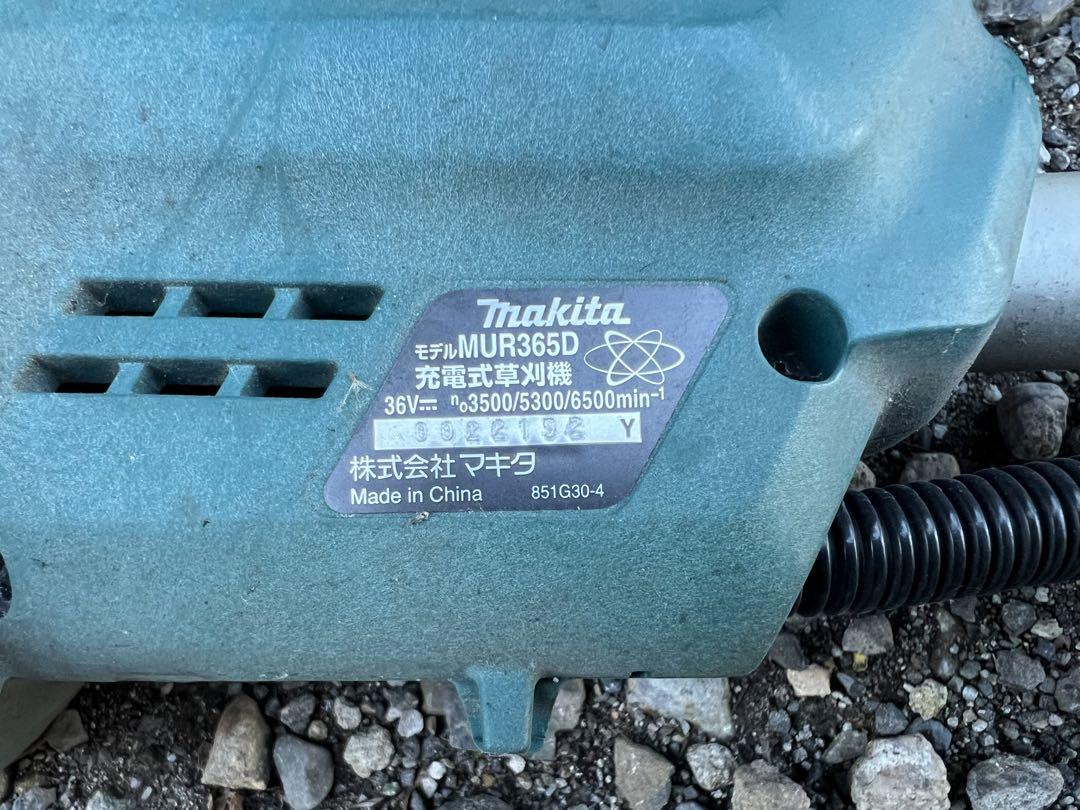 makita
モデルMUR365D
充電式草刈機
36V⎓ n₀3500/5300/6500min⁻¹
0022192 Y
株式会社マキタ
Made in China 851G30-4